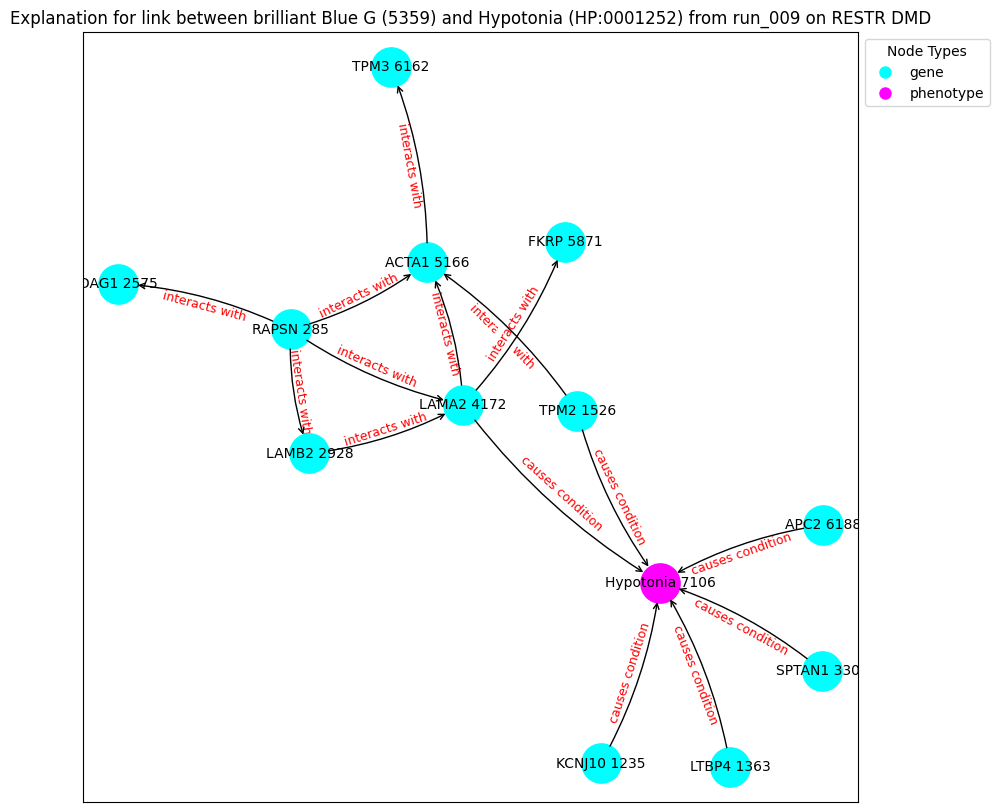 Explanation for link between brilliant Blue G (5359) and Hypotonia (HP:0001252) from run_009 on RESTR DMD
Node Types
gene
phenotype
TPM3 6162
interacts with
FKRP 5871
ACTA1 5166
DAG1 2575
interacts with
interacts with
RAPSN 285
interacts with
interacts with
interacts with
with
interacts with
interacts with
LAMA2 4172
TPM2 1526
interacts with
LAMB2 2928
causes condition
causes condition
APC2 6188
causes condition
Hypotonia 7106
causes condition
SPTAN1 330
causes condition
causes condition
KCNJ10 1235
LTBP4 1363